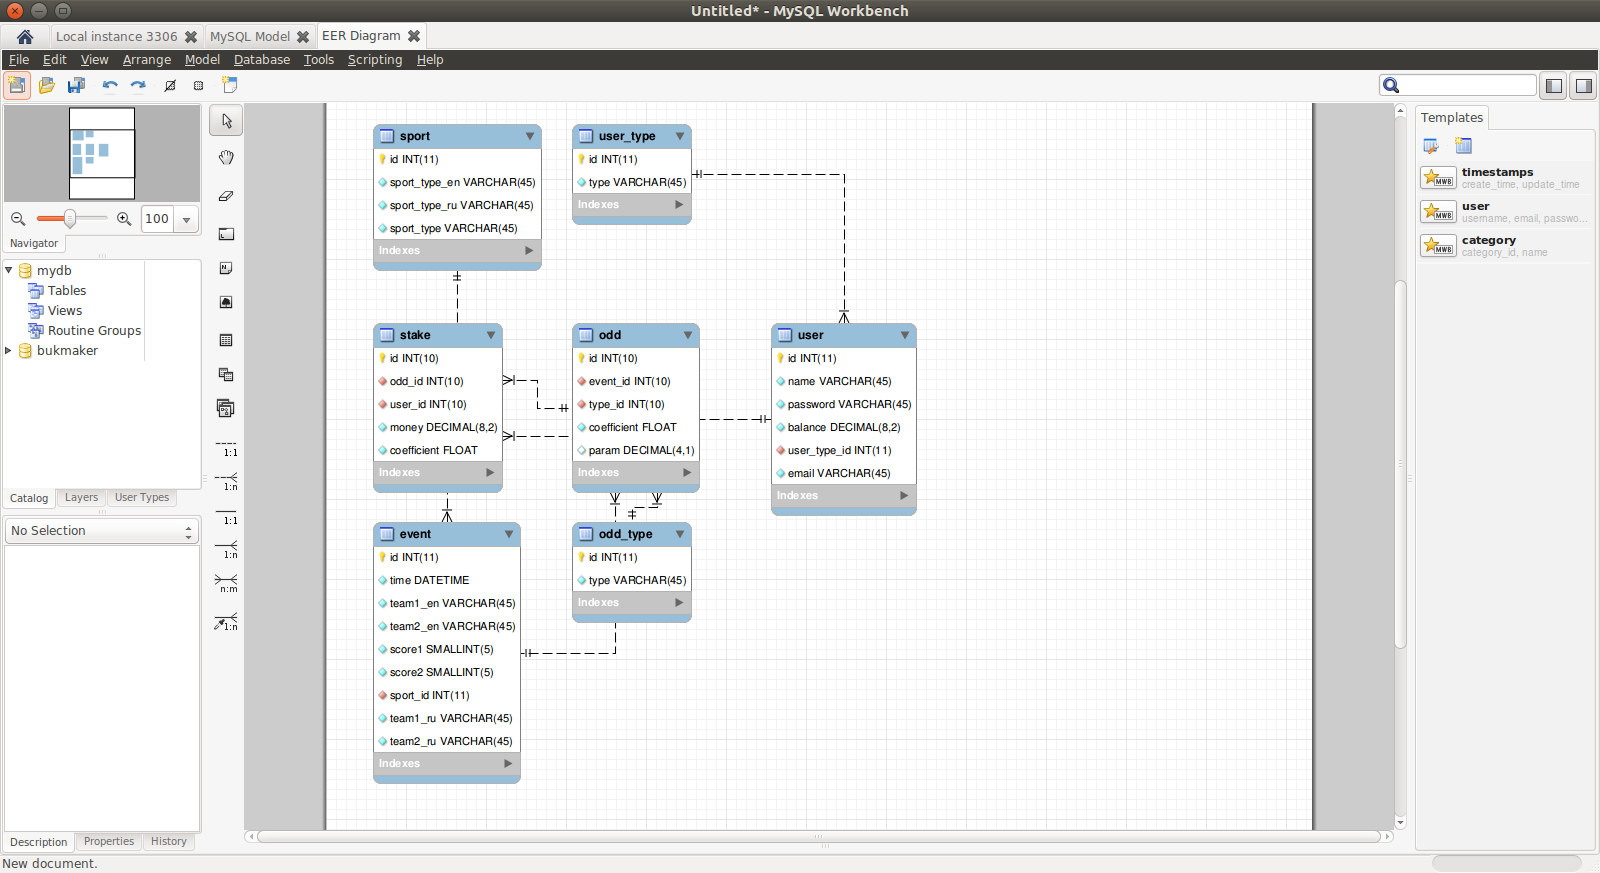 Untitled* - MySQL Workbench
Local instance 3306
MySQL Model
EER Diagram
File Edit View Arrange Model Database Tools Scripting Help
100
Navigator
mydb
Tables
Views
Routine Groups
bukmaker
Catalog Layers User Types
No Selection
Description Properties History
New document.
1:1
1:n
1:1
1:n
n:m
1:n
sport
id INT(11)
sport_type_en VARCHAR(45)
sport_type_ru VARCHAR(45)
sport_type VARCHAR(45)
Indexes
user_type
id INT(11)
type VARCHAR(45)
Indexes
stake
id INT(10)
odd_id INT(10)
user_id INT(10)
money DECIMAL(8,2)
coefficient FLOAT
Indexes
odd
id INT(10)
event_id INT(10)
type_id INT(10)
coefficient FLOAT
param DECIMAL(4,1)
Indexes
user
id INT(11)
name VARCHAR(45)
password VARCHAR(45)
balance DECIMAL(8,2)
user_type_id INT(11)
email VARCHAR(45)
Indexes
event
id INT(11)
time DATETIME
team1_en VARCHAR(45)
team2_en VARCHAR(45)
score1 SMALLINT(5)
score2 SMALLINT(5)
sport_id INT(11)
team1_ru VARCHAR(45)
team2_ru VARCHAR(45)
Indexes
odd_type
id INT(11)
type VARCHAR(45)
Indexes
Templates
MWB
timestamps
create_time, update_time
MWB
user
username, email, passwo...
MWB
category
category_id, name